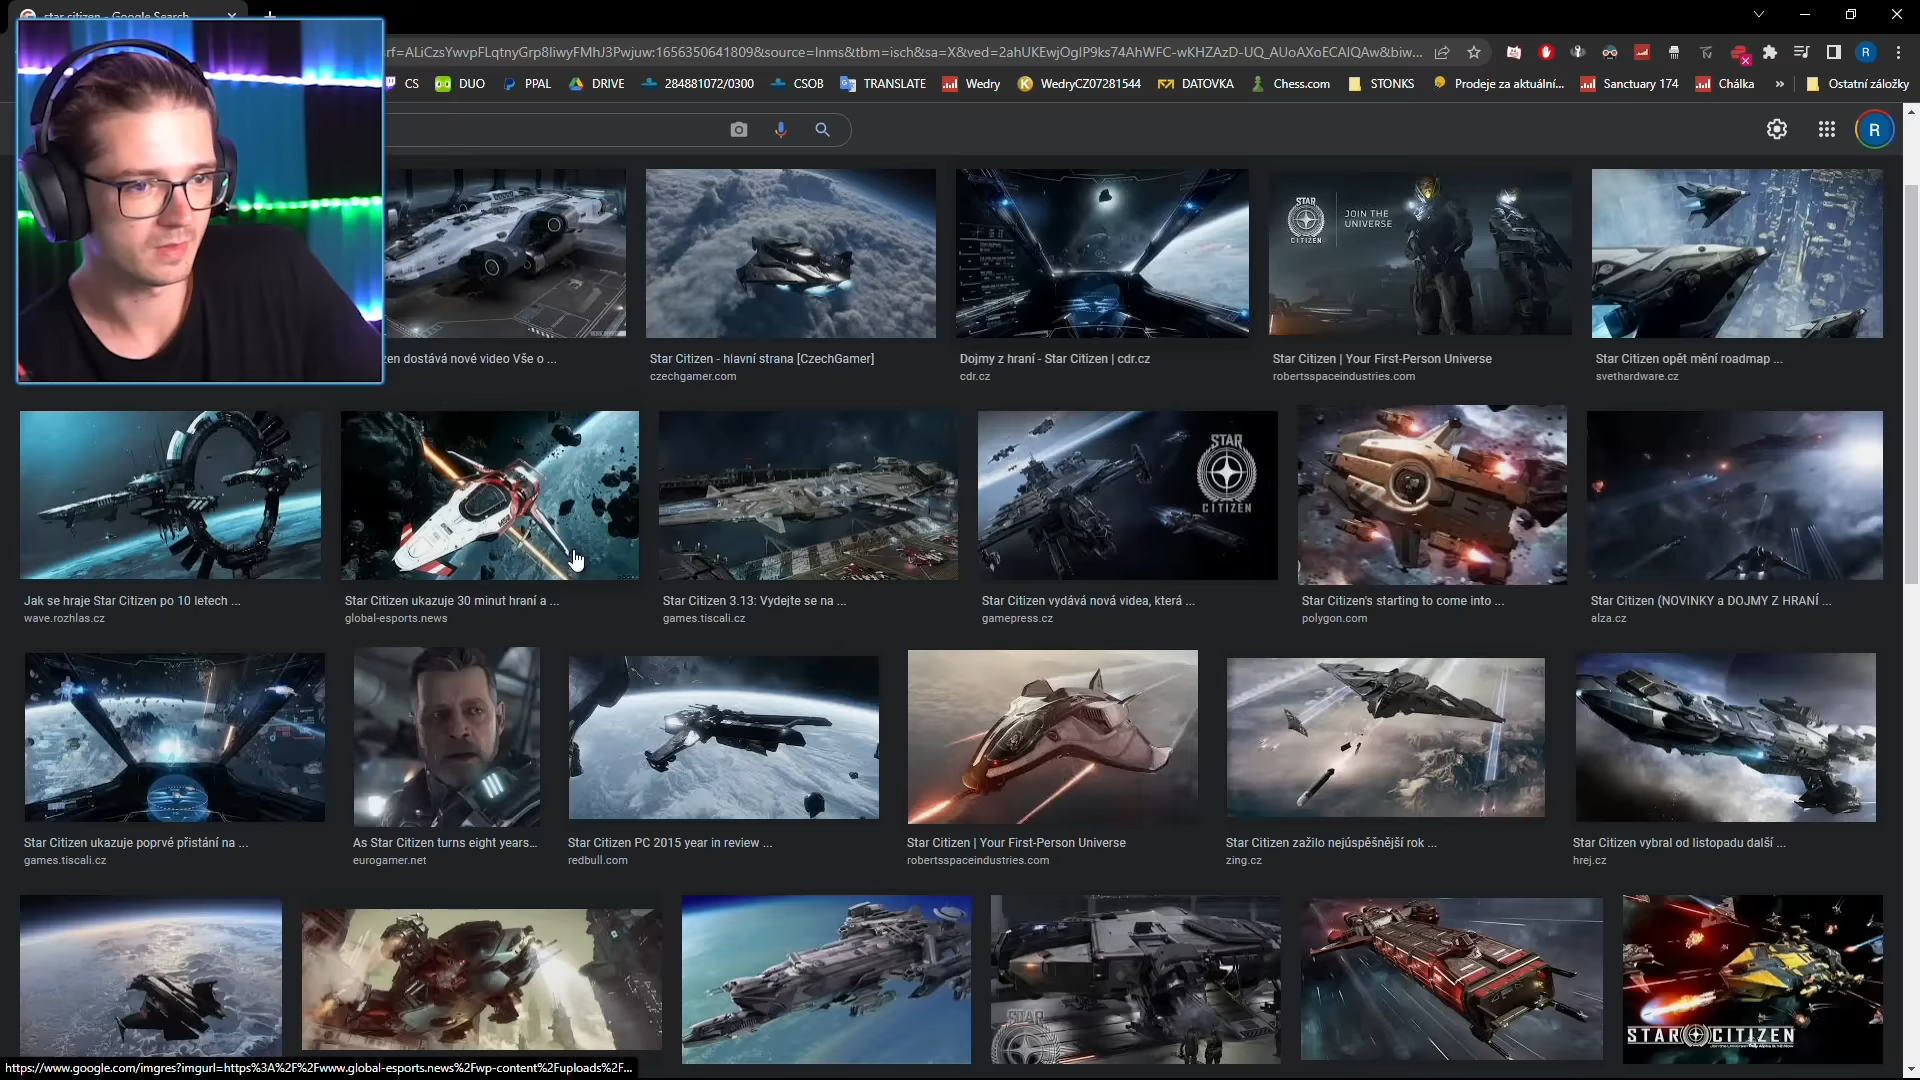 star citizen - Google Search
rf=ALiCzsYwvpFLqtnyGrp8IiwyFMhJ3Pwjuw:1656350641809&source=lnms&tbm=isch&sa=X&ved=2ahUKEwjOgIP9ks74AhWFC-wKHZAzD-UQ_AUoAXoECAIQAw&biw...
CS
DUO
PPAL
DRIVE
284881072/0300
CSOB
TRANSLATE
Wedry
WedryCZ07281544
DATOVKA
Chess.com
STONKS
Prodeje za aktuální...
Sanctuary 174
Chálka
»
Ostatní záložky
R
R
STAR
CITIZEN
JOIN THE
UNIVERSE
zen dostává nové video Vše o ...
Star Citizen - hlavní strana [CzechGamer]
czechgamer.com
Dojmy z hraní - Star Citizen | cdr.cz
cdr.cz
Star Citizen | Your First-Person Universe
robertsspaceindustries.com
Star Citizen opět mění roadmap ...
svethardware.cz
STAR
CITIZEN
Jak se hraje Star Citizen po 10 letech ...
wave.rozhlas.cz
Star Citizen ukazuje 30 minut hraní a ...
global-esports.news
Star Citizen 3.13: Vydejte se na ...
games.tiscali.cz
Star Citizen vydává nová videa, která ...
gamepress.cz
Star Citizen's starting to come into ...
polygon.com
Star Citizen (NOVINKY a DOJMY Z HRANÍ ...
alza.cz
Star Citizen ukazuje poprvé přistání na ...
games.tiscali.cz
As Star Citizen turns eight years...
eurogamer.net
Star Citizen PC 2015 year in review ...
redbull.com
Star Citizen | Your First-Person Universe
robertsspaceindustries.com
Star Citizen zažilo nejúspěšnější rok ...
zing.cz
Star Citizen vybral od listopadu další ...
hrej.cz
STAR CITIZEN
https://www.google.com/imgres?imgurl=https%3A%2F%2Fwww.global-esports.news%2Fwp-content%2Fuploads%2F...